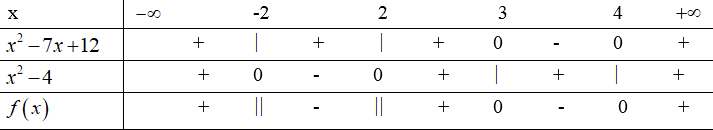 x −∞ -2 2 3 4 +∞
x² − 7x + 12 + | + | + 0 - 0 +
x² − 4 + 0 - 0 + | + | +
f(x) + || - || + 0 - 0 +